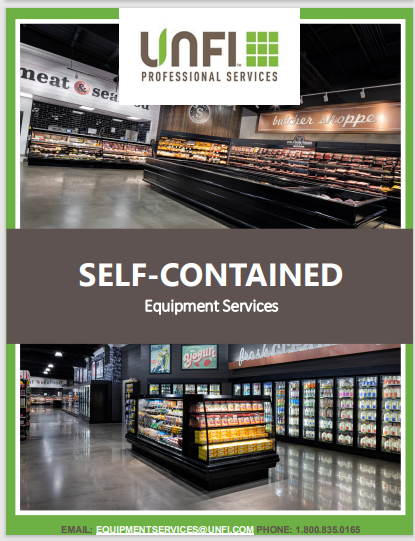 UNFI
PROFESSIONAL SERVICES
meat & seafood
butcher shoppe
SELF-CONTAINED
Equipment Services
Yogurt
EMAIL: EQUIPMENTSERVICES@UNFI.COM PHONE: 1.800.835.0165